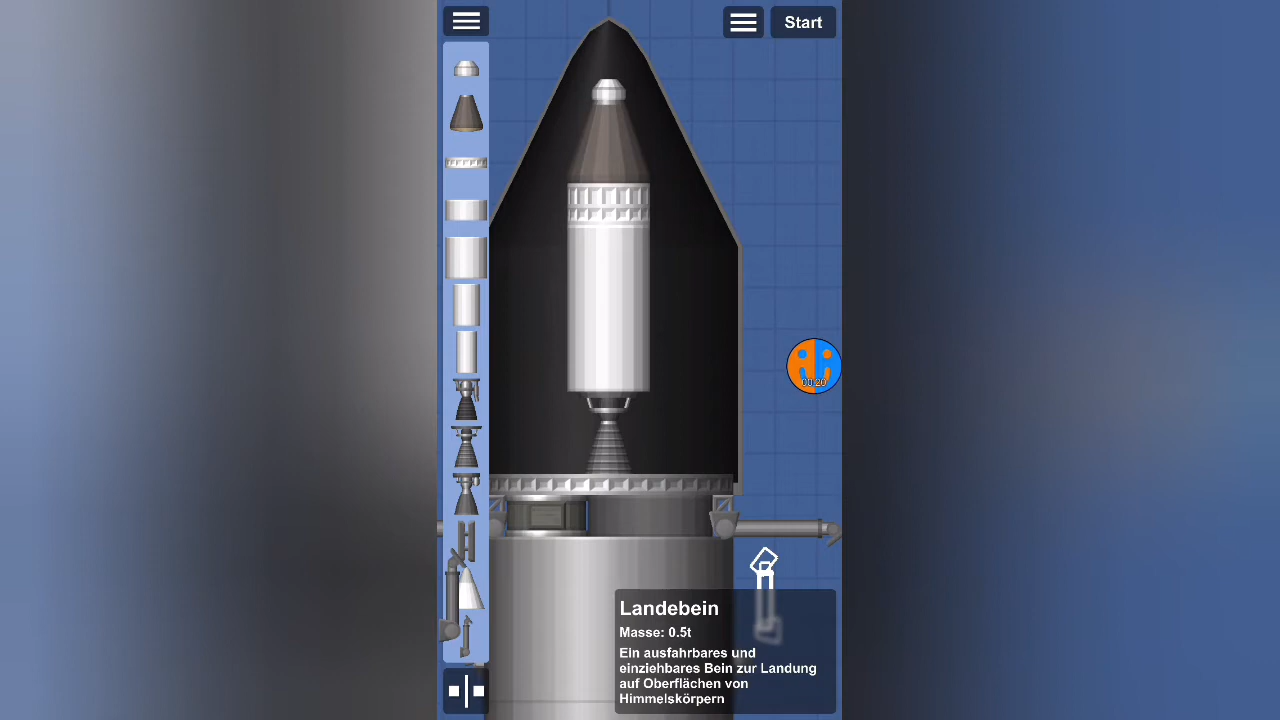 Start
00:20
Landebein
Masse: 0.5t
Ein ausfahrbares und
einziehbares Bein zur Landung
auf Oberflächen von
Himmelskörpern